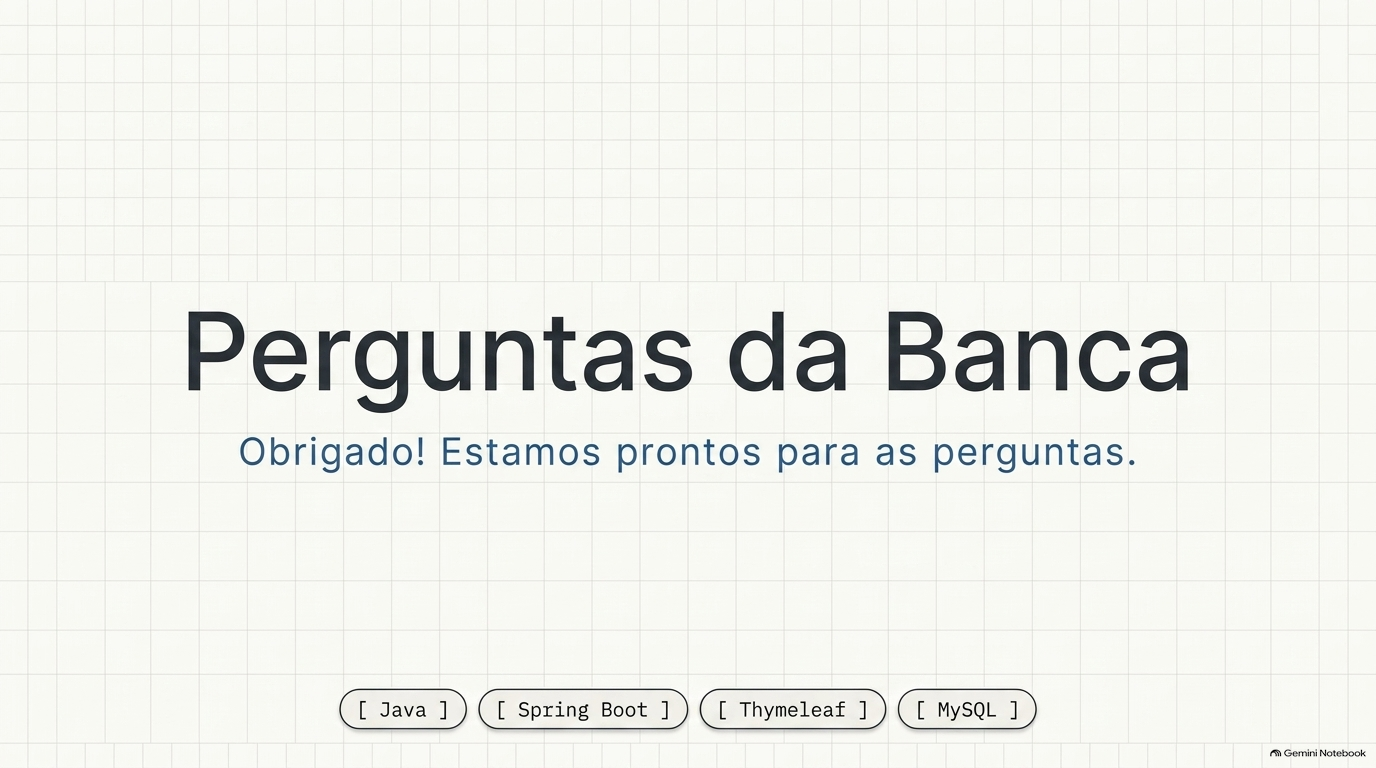 Perguntas da Banca
Obrigado! Estamos prontos para as perguntas.
[ Java ] [ Spring Boot ] [ Thymeleaf ] [ MySQL ]
Gemini Notebook